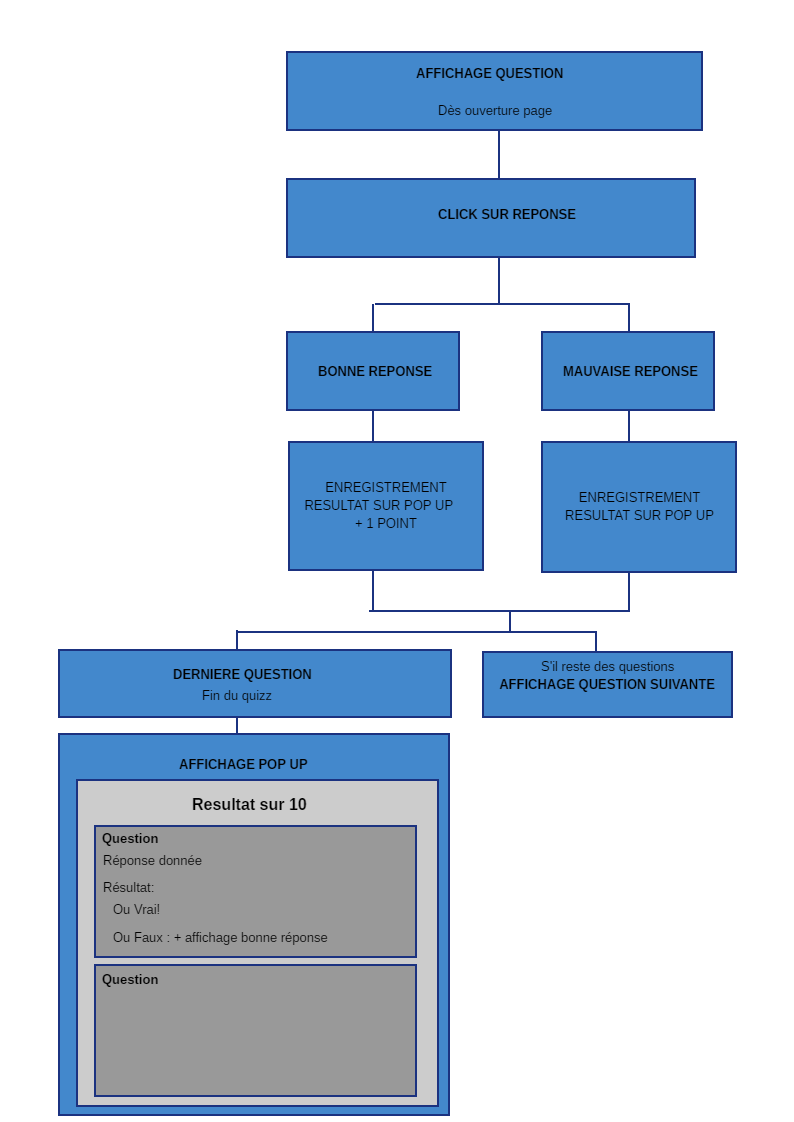 AFFICHAGE QUESTION
Dès ouverture page
CLICK SUR REPONSE
BONNE REPONSE
MAUVAISE REPONSE
ENREGISTREMENT
RESULTAT SUR POP UP
+ 1 POINT
ENREGISTREMENT
RESULTAT SUR POP UP
DERNIERE QUESTION
Fin du quizz
S'il reste des questions
AFFICHAGE QUESTION SUIVANTE
AFFICHAGE POP UP
Resultat sur 10
Question
Réponse donnée
Résultat:
Ou Vrai!
Ou Faux : + affichage bonne réponse
Question